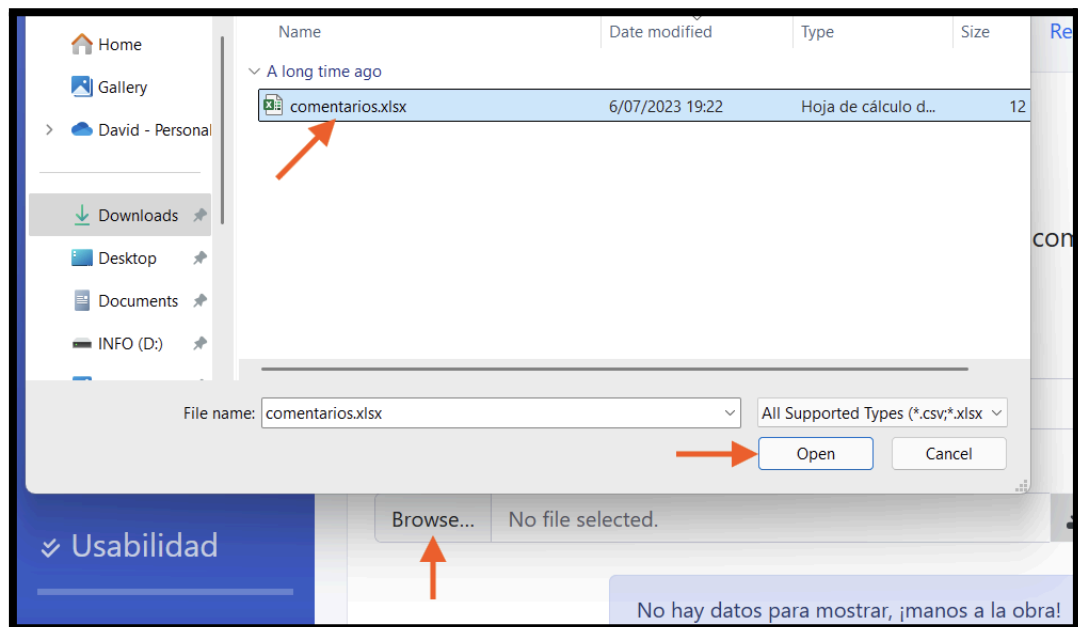 Name Date modified Type Size Re
Home
A long time ago
Gallery
comentarios.xlsx 6/07/2023 19:22 Hoja de cálculo d... 12
David - Personal
Downloads
com
Desktop
Documents
INFO (D:)
File name: comentarios.xlsx All Supported Types (*.csv;*.xlsx
Open Cancel
Browse... No file selected.
Usabilidad
No hay datos para mostrar, ¡manos a la obra!